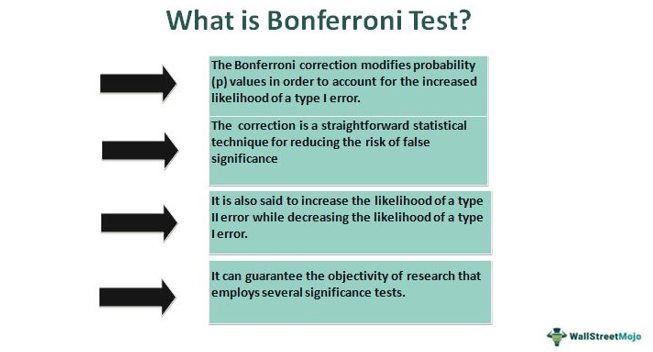 What is Bonferroni Test?
The Bonferroni correction modifies probability
(p) values in order to account for the increased
likelihood of a type I error.
The correction is a straightforward statistical
technique for reducing the risk of false
significance
It is also said to increase the likelihood of a type
II error while decreasing the likelihood of a type
I error.
It can guarantee the objectivity of research that
employs several significance tests.
WallStreetMojo